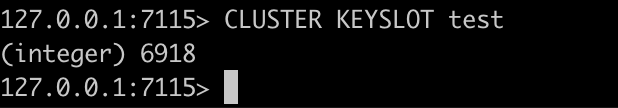 127.0.0.1:7115> CLUSTER KEYSLOT test
(integer) 6918
127.0.0.1:7115>